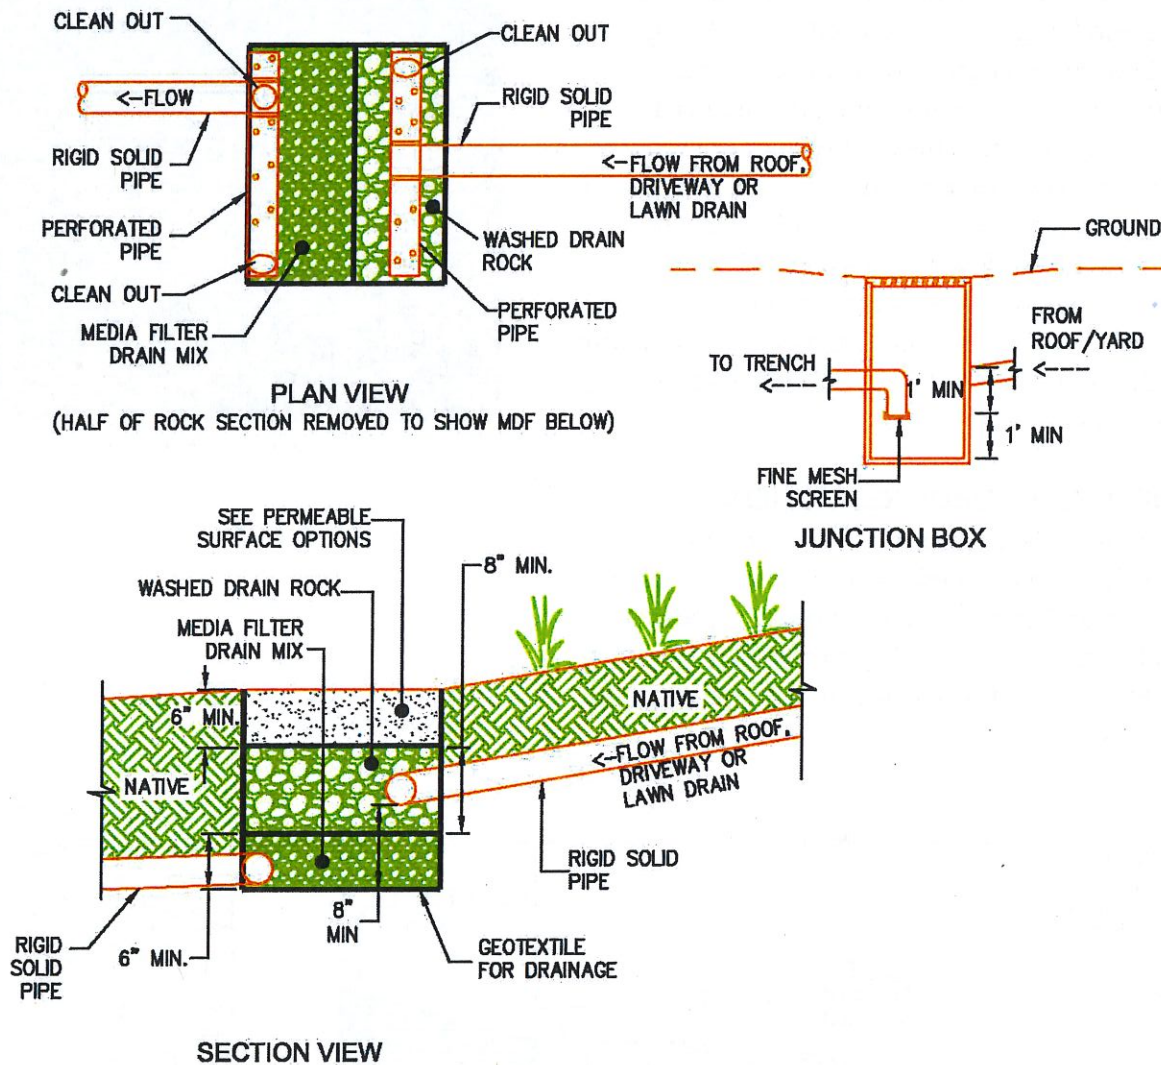 CLEAN OUT
CLEAN OUT
<-FLOW
RIGID SOLID
PIPE
RIGID SOLID
PIPE
<-FLOW FROM ROOF,
DRIVEWAY OR
LAWN DRAIN
PERFORATED
PIPE
WASHED DRAIN
ROCK
CLEAN OUT
PERFORATED
PIPE
MEDIA FILTER
DRAIN MIX
PLAN VIEW
(HALF OF ROCK SECTION REMOVED TO SHOW MDF BELOW)
GROUND
FROM
ROOF/YARD
TO TRENCH
1' MIN
1' MIN
FINE MESH
SCREEN
JUNCTION BOX
SEE PERMEABLE
SURFACE OPTIONS
WASHED DRAIN ROCK
8" MIN.
MEDIA FILTER
DRAIN MIX
6" MIN.
NATIVE
NATIVE
<-FLOW FROM ROOF,
DRIVEWAY OR
LAWN DRAIN
RIGID SOLID
PIPE
8"
MIN
RIGID
SOLID
PIPE
6" MIN.
GEOTEXTILE
FOR DRAINAGE
SECTION VIEW